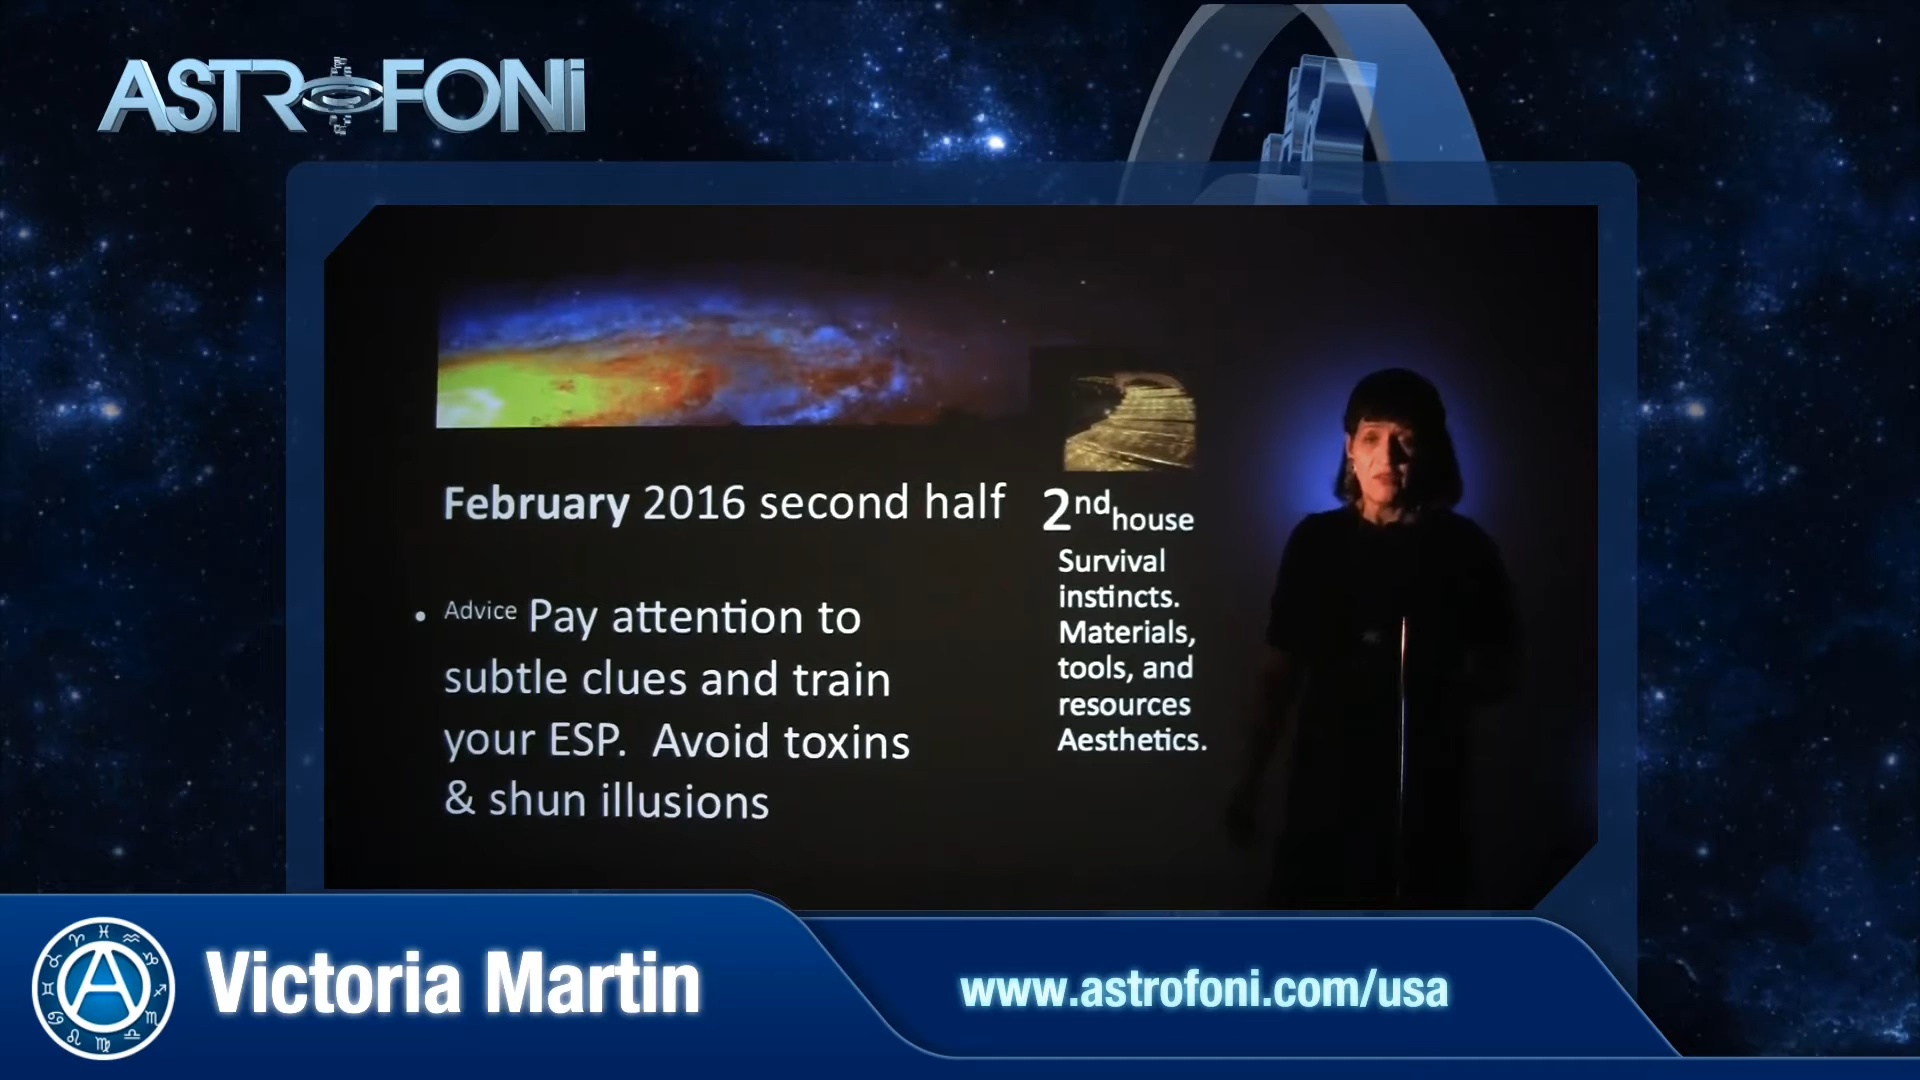 ASTROFONi
February 2016 second half
• Advice Pay attention to
subtle clues and train
your ESP. Avoid toxins
& shun illusions
2nd house
Survival
instincts.
Materials,
tools, and
resources
Aesthetics.
Victoria Martin
www.astrofoni.com/usa